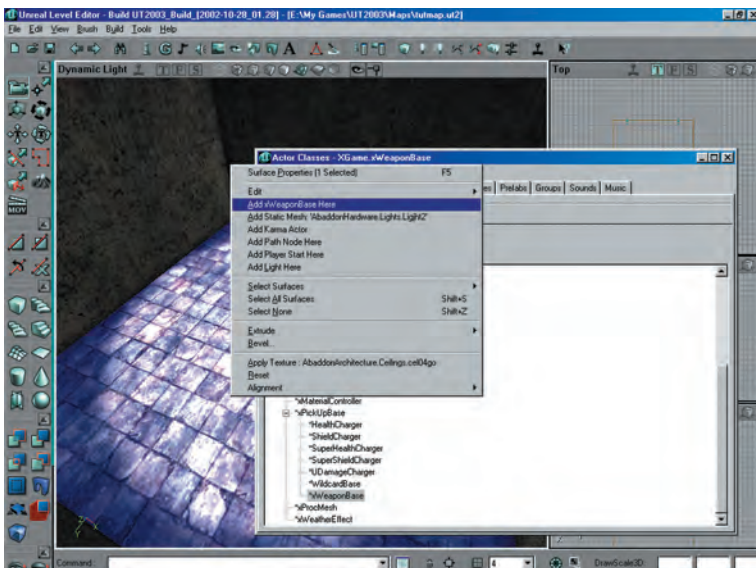 Unreal Level Editor - Build UT2003_Build_[2002-10-28_01.28] - [E:\My Games\UT2003\Maps\tutmap.ut2]
File Edit View Brush Build Tools Help
Dynamic Light
Top
MOV
Actor Classes - XGame.xWeaponBase
Prefabs Groups Sounds Music
Surface Properties (1 Selected) F5
Edit
Add xWeaponBase Here
Add Static Mesh: 'AbaddonHardware.Lights.Light2'
Add Karma Actor
Add Path Node Here
Add Player Start Here
Add Light Here
Select Surfaces
Select All Surfaces Shift+S
Select None Shift+Z
Extrude
Bevel...
Apply Texture : AbaddonArchitecture.Ceilings.cel04go
Reset
Alignment
*xMaterialController
*xPickUpBase
*HealthCharger
*ShieldCharger
*SuperHealthCharger
*SuperShieldCharger
*UDamageCharger
*WildcardBase
*xWeaponBase
*xProcMesh
*xWeatherEffect
Command:
4
DrawScale3D: